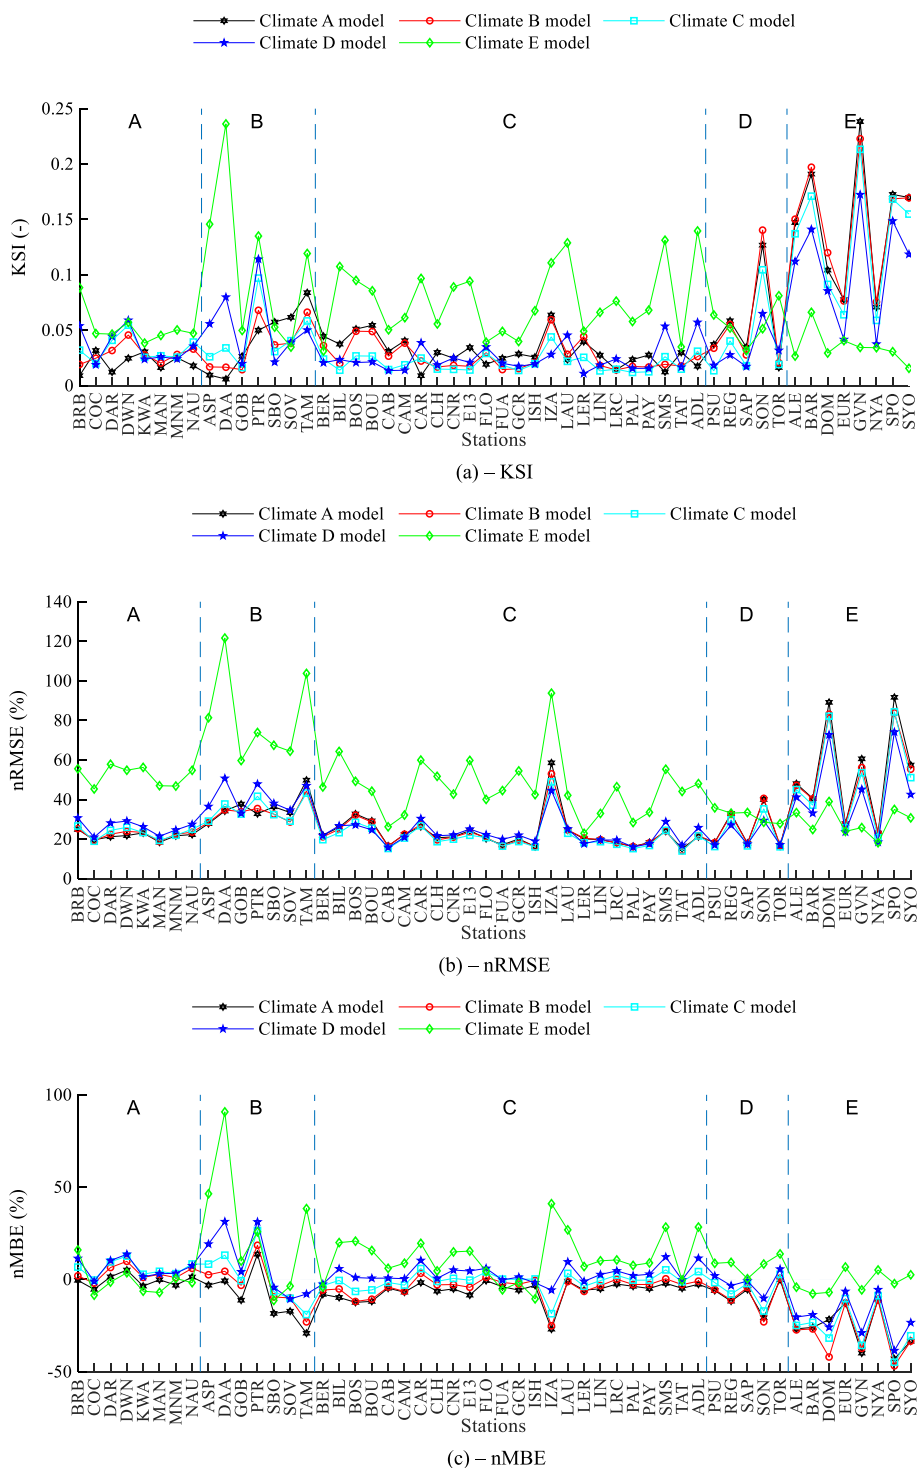 Climate A model Climate B model Climate C model
Climate D model Climate E model
A B C D E
0.25
0.2
0.15
0.1
0.05
0
KSI (-)
BRB COC DAR DWN KWA MAN MNM NAU ASP DAA GOB PTR SBO SOV TAM BER BIL BOS BOU CAB CAM CAR CLH CNR E13 FLO FUA GCR ISH IZA LAU LER LIN LRC PAL PAY SMS TAT ADL PSU REG SAP SON TOR ALE BAR DOM EUR GVN NYA SPO SYO
Stations
(a) – KSI
Climate A model Climate B model Climate C model
Climate D model Climate E model
A B C D E
140
120
100
80
60
40
20
0
nRMSE (%)
BRB COC DAR DWN KWA MAN MNM NAU ASP DAA GOB PTR SBO SOV TAM BER BIL BOS BOU CAB CAM CAR CLH CNR E13 FLO FUA GCR ISH IZA LAU LER LIN LRC PAL PAY SMS TAT ADL PSU REG SAP SON TOR ALE BAR DOM EUR GVN NYA SPO SYO
Stations
(b) – nRMSE
Climate A model Climate B model Climate C model
Climate D model Climate E model
A B C D E
100
50
0
-50
nMBE (%)
BRB COC DAR DWN KWA MAN MNM NAU ASP DAA GOB PTR SBO SOV TAM BER BIL BOS BOU CAB CAM CAR CLH CNR E13 FLO FUA GCR ISH IZA LAU LER LIN LRC PAL PAY SMS TAT ADL PSU REG SAP SON TOR ALE BAR DOM EUR GVN NYA SPO SYO
Stations
(c) – nMBE